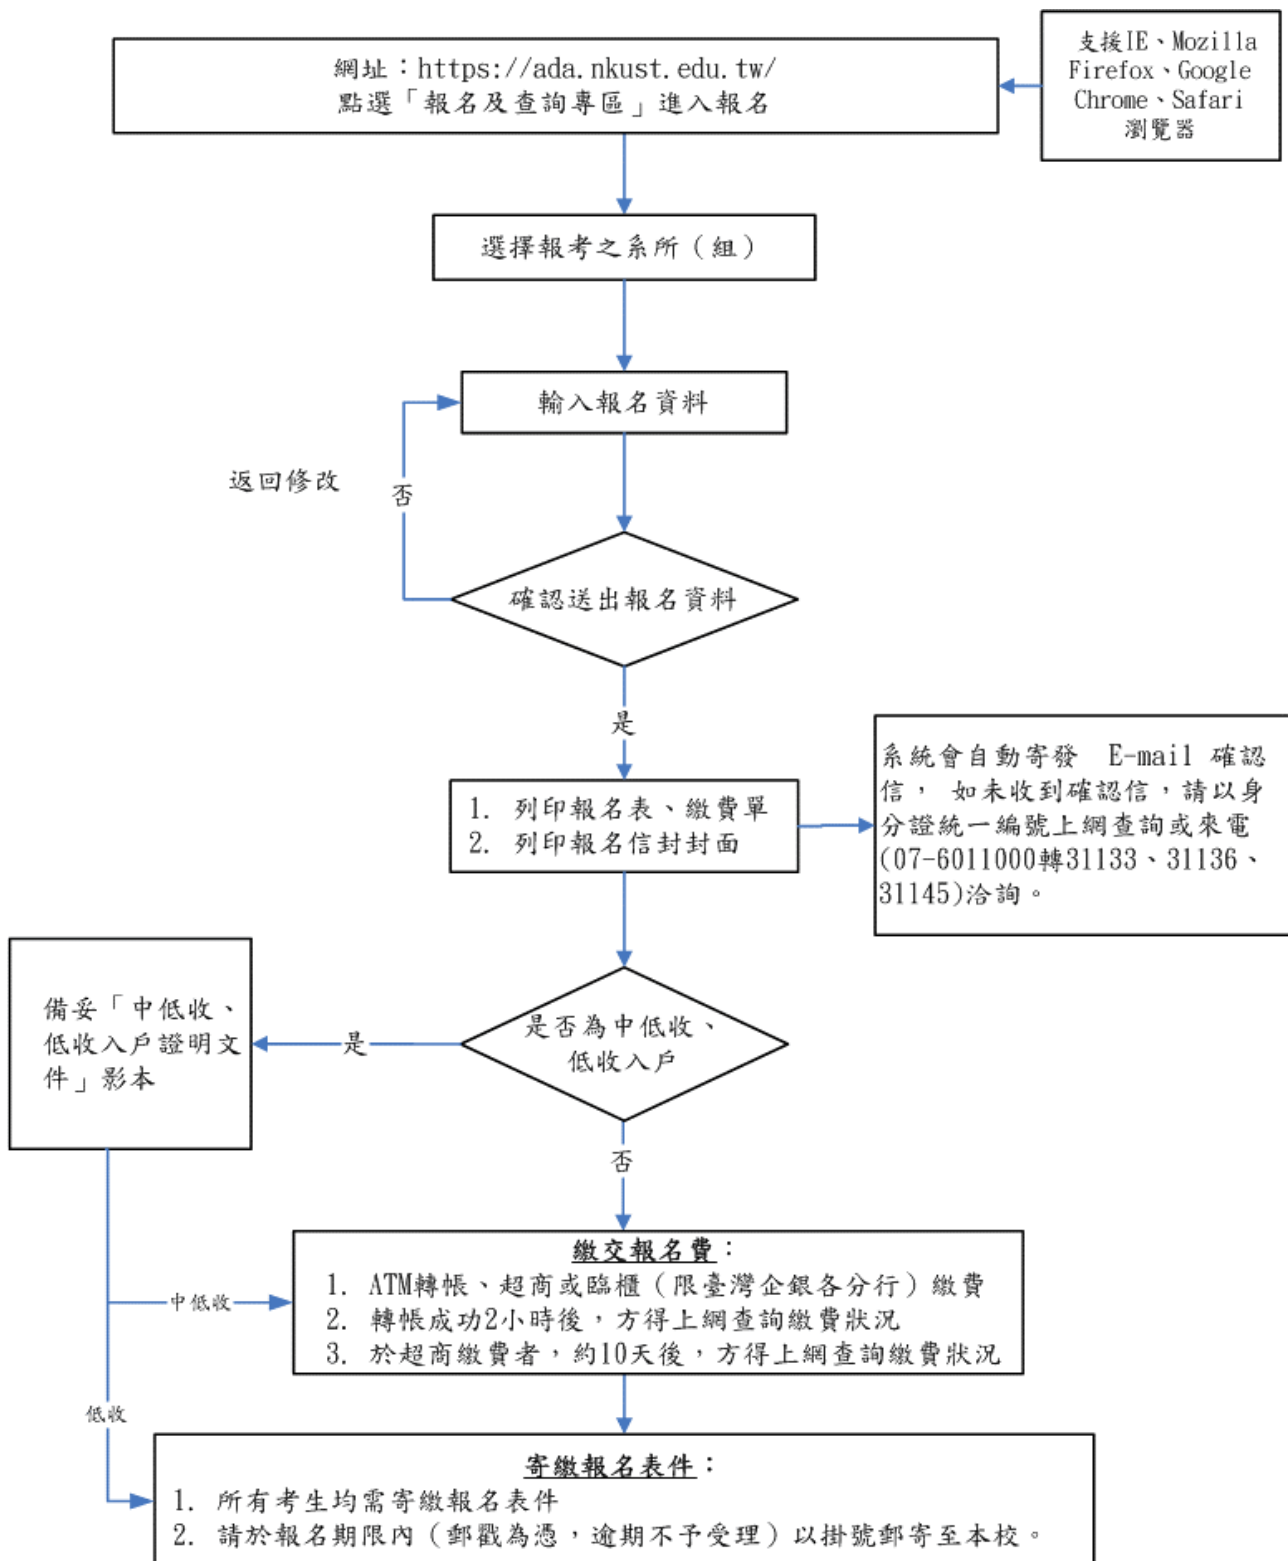 網址：https://ada.nkust.edu.tw/
點選「報名及查詢專區」進入報名
支援IE、Mozilla
Firefox、Google
Chrome、Safari
瀏覽器
選擇報考之系所（組）
輸入報名資料
返回修改
否
確認送出報名資料
是
1. 列印報名表、繳費單
2. 列印報名信封封面
系統會自動寄發 E-mail 確認
信， 如未收到確認信，請以身
分證統一編號上網查詢或來電
(07-6011000轉31133、31136、
31145)洽詢。
備妥「中低收、
低收入戶證明文
件」影本
是
是否為中低收、
低收入戶
否
繳交報名費：
1. ATM轉帳、超商或臨櫃（限臺灣企銀各分行）繳費
2. 轉帳成功2小時後，方得上網查詢繳費狀況
3. 於超商繳費者，約10天後，方得上網查詢繳費狀況
中低收
低收
寄繳報名表件：
1. 所有考生均需寄繳報名表件
2. 請於報名期限內（郵戳為憑，逾期不予受理）以掛號郵寄至本校。